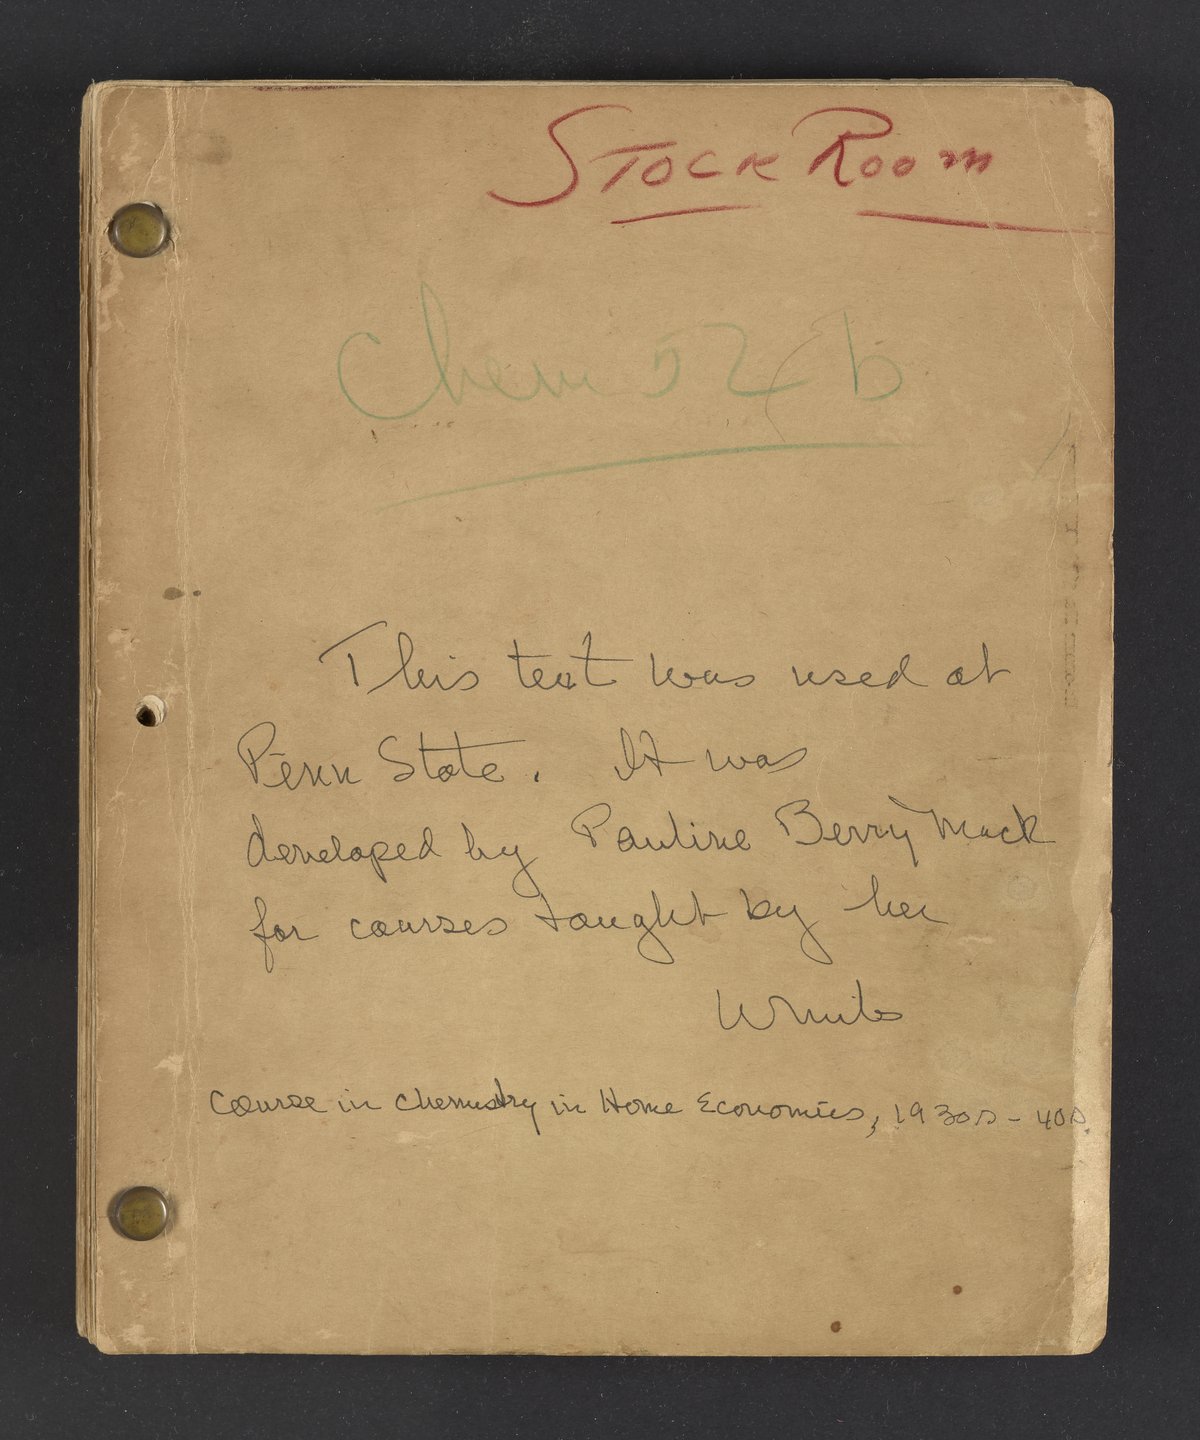 STOCK ROOM
Chem 52 b
This text was used at
Penn State. It was
developed by Pauline Berry Mack
for courses taught by her
Course in Chemistry in Home Economics, 1930s - 40s.